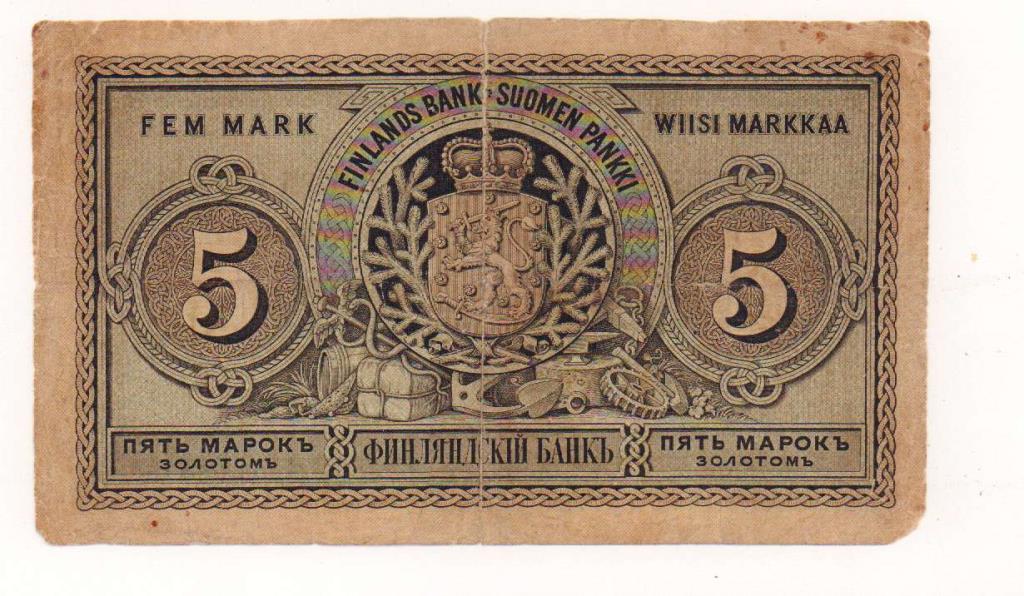 FINLANDS BANK · SUOMEN PANKKI
FEM MARK
WIISI MARKKAA
5
5
ПЯТЬ МАРОКЪ
ЗОЛОТОМЪ
ФИНЛЯНДСКІЙ БАНКЪ
ПЯТЬ МАРОКЪ
ЗОЛОТОМЪ